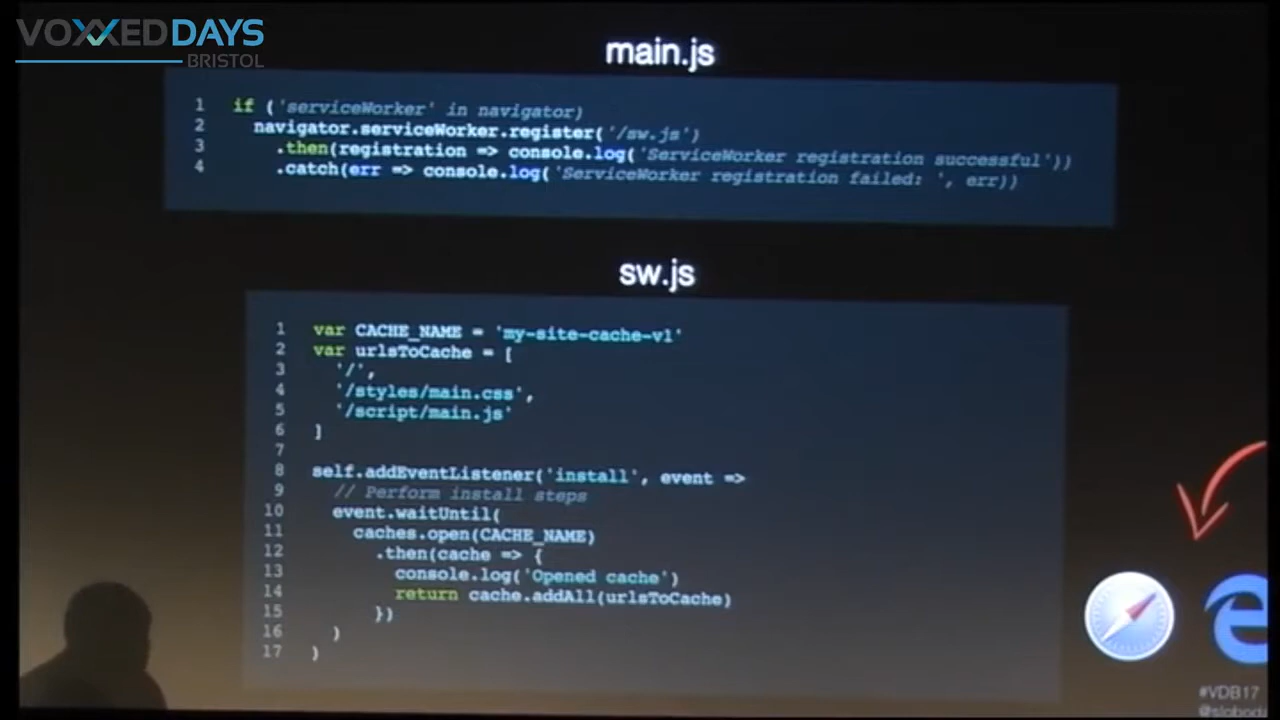 VOXXEDDAYS
BRISTOL
main.js
1 if ('serviceWorker' in navigator)
2 navigator.serviceWorker.register('/sw.js')
3 .then(registration => console.log('ServiceWorker registration successful'))
4 .catch(err => console.log('ServiceWorker registration failed: ', err))
sw.js
1 var CACHE_NAME = 'my-site-cache-v1'
2 var urlsToCache = [
3 '/',
4 '/styles/main.css',
5 '/script/main.js'
6 ]
7
8 self.addEventListener('install', event =>
9 // Perform install steps
10 event.waitUntil(
11 caches.open(CACHE_NAME)
12 .then(cache => {
13 console.log('Opened cache')
14 return cache.addAll(urlsToCache)
15 })
16 )
17 )
#VDB17